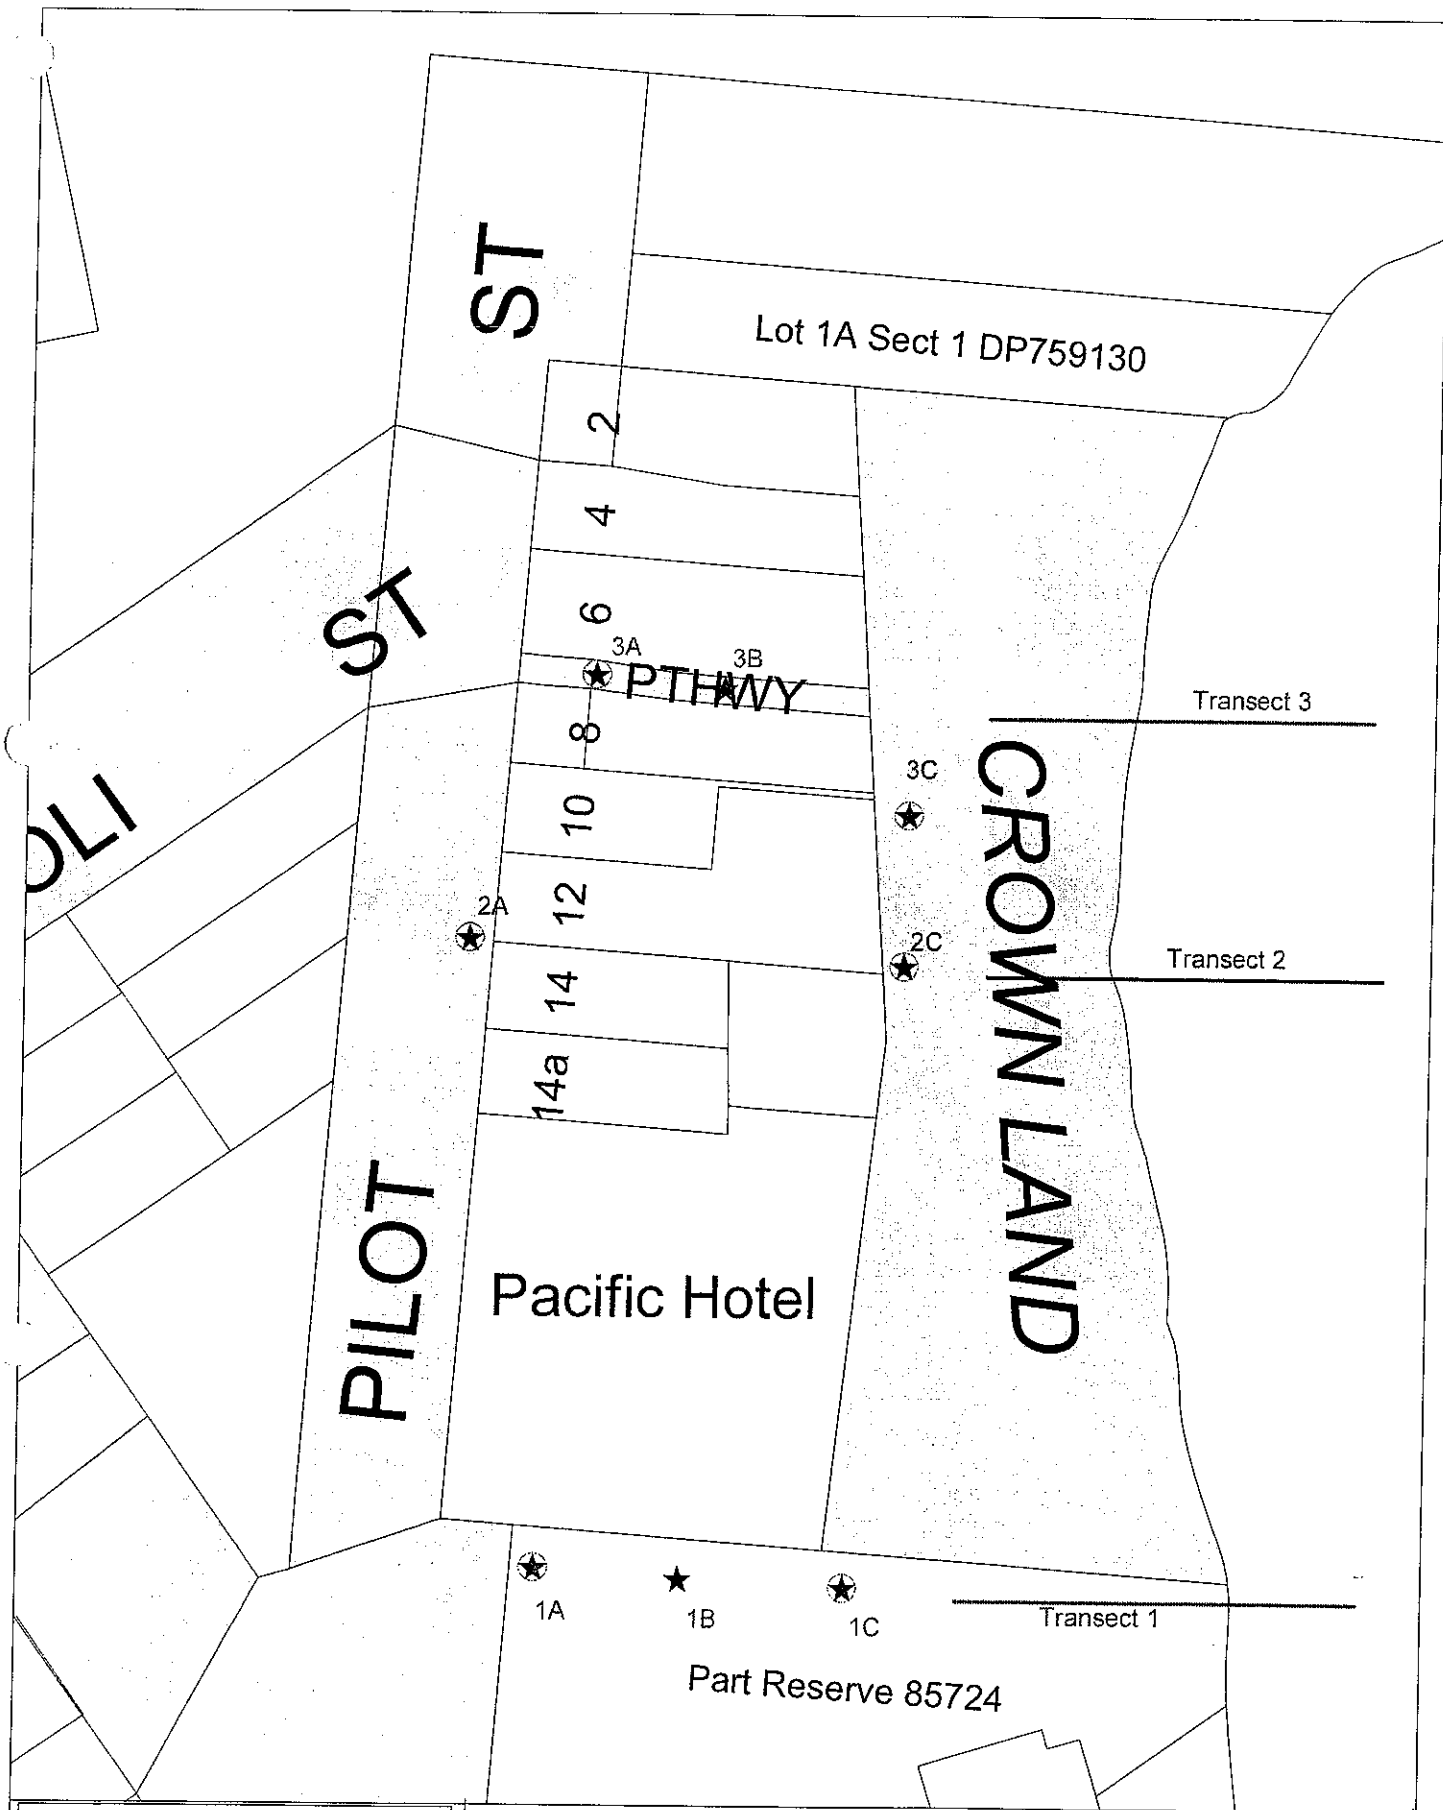 ST
Lot 1A Sect 1 DP759130
2
4
ST
6
3A
3B
PTHWY
Transect 3
8
3C
OLI
10
CROWN LAND
12
2A
2C
Transect 2
14
14a
PILOT
Pacific Hotel
1A
1B
1C
Transect 1
Part Reserve 85724